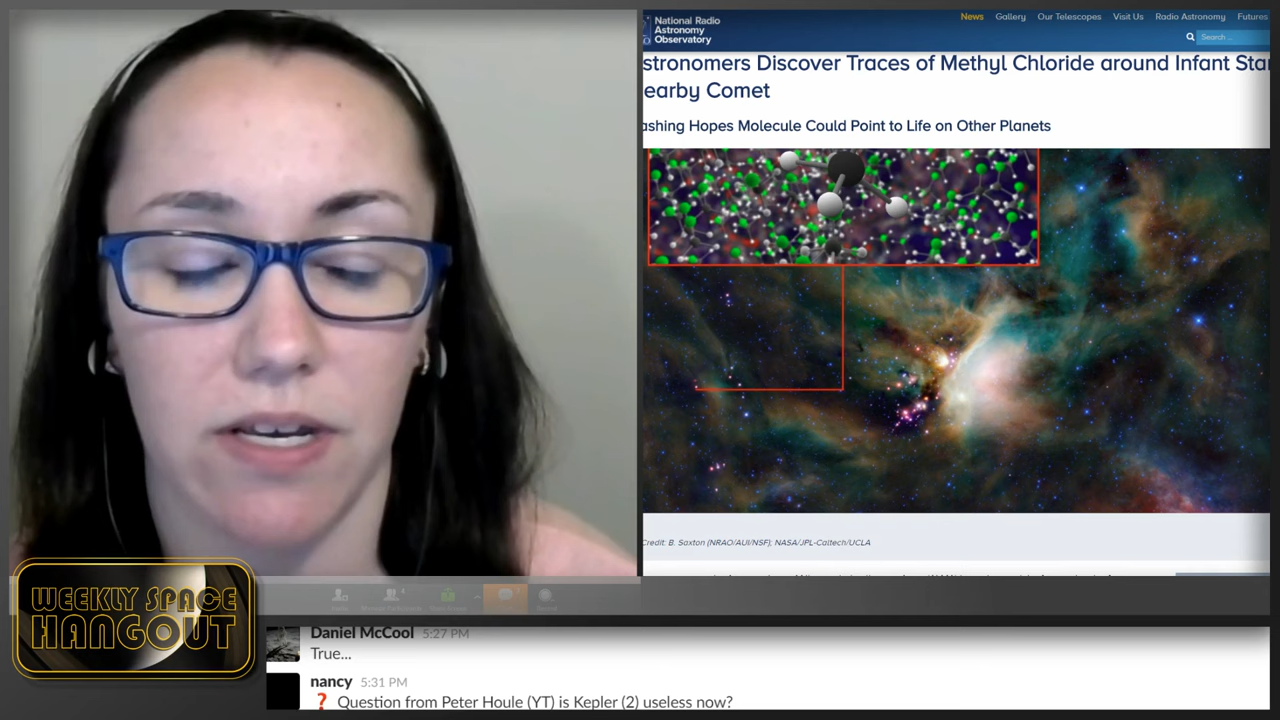 National Radio
Astronomy
Observatory
News Gallery Our Telescopes Visit Us Radio Astronomy Futures
Search ...
stronomers Discover Traces of Methyl Chloride around Infant Sta
earby Comet
ashing Hopes Molecule Could Point to Life on Other Planets
Credit: B. Saxton (NRAO/AUI/NSF); NASA/JPL-Caltech/UCLA
WEEKLY SPACE
HANGOUT
Daniel McCool 5:27 PM
True...
nancy 5:31 PM
❓ Question from Peter Houle (YT) is Kepler (2) useless now?